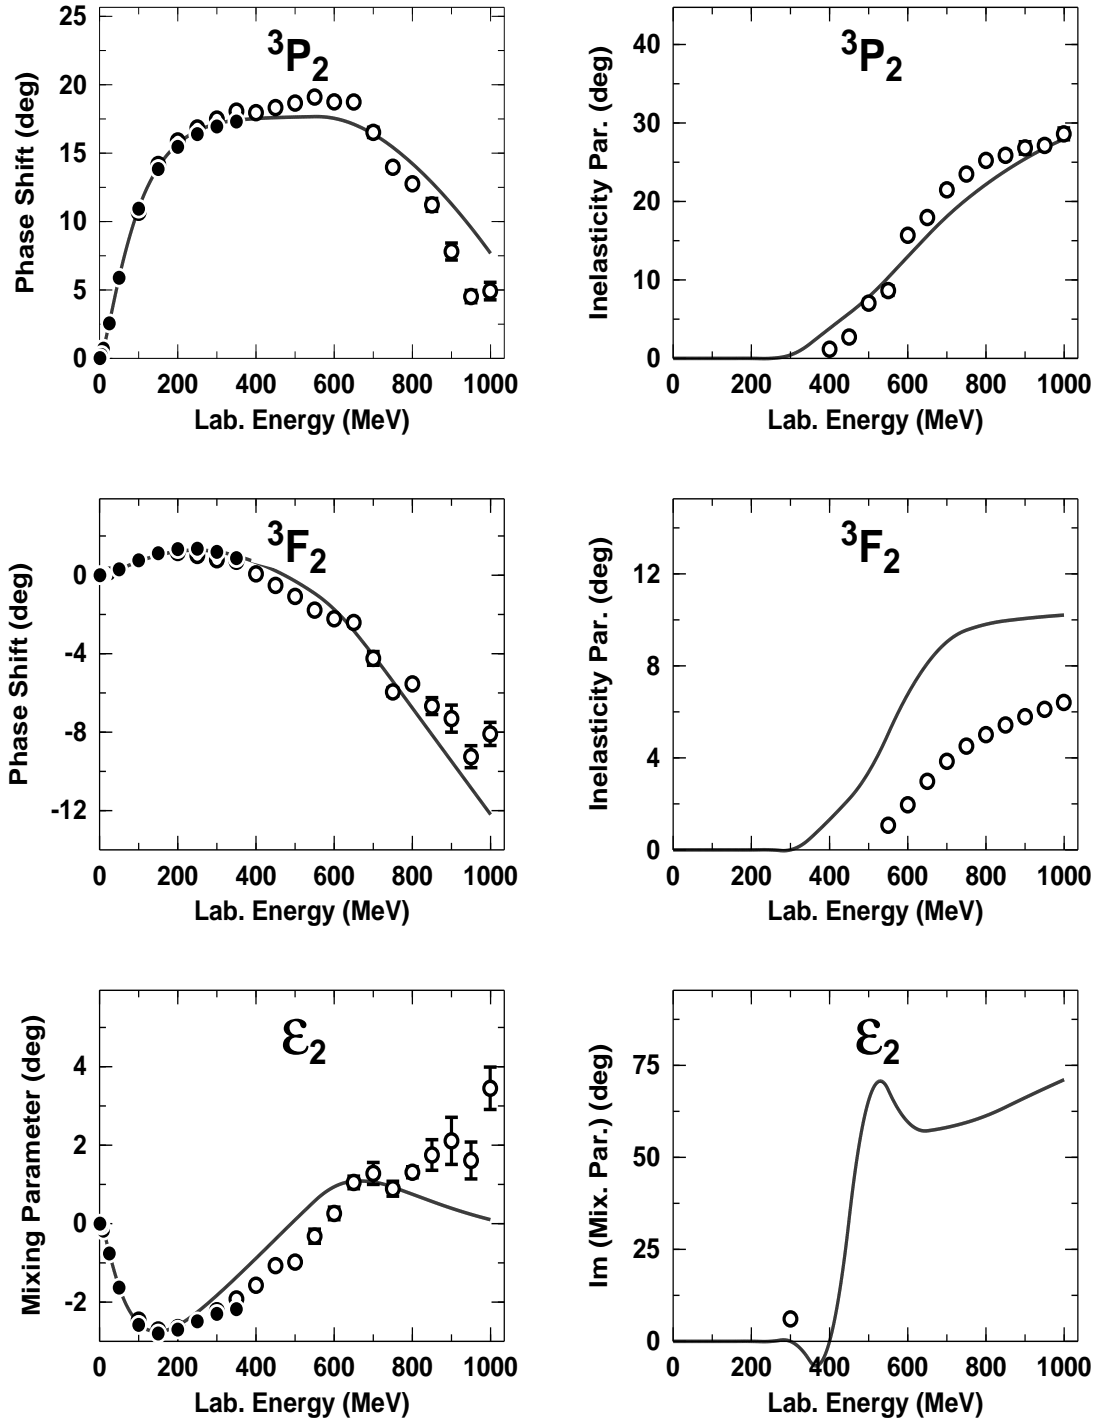 ³P₂
Phase Shift (deg)
25
20
15
10
5
0
0 200 400 600 800 1000
Lab. Energy (MeV)
³P₂
Inelasticity Par. (deg)
40
30
20
10
0
0 200 400 600 800 1000
Lab. Energy (MeV)
³F₂
Phase Shift (deg)
0
-4
-8
-12
0 200 400 600 800 1000
Lab. Energy (MeV)
³F₂
Inelasticity Par. (deg)
12
8
4
0
0 200 400 600 800 1000
Lab. Energy (MeV)
ε₂
Mixing Parameter (deg)
4
2
0
-2
0 200 400 600 800 1000
Lab. Energy (MeV)
ε₂
Im (Mix. Par.) (deg)
75
50
25
0
0 200 400 600 800 1000
Lab. Energy (MeV)